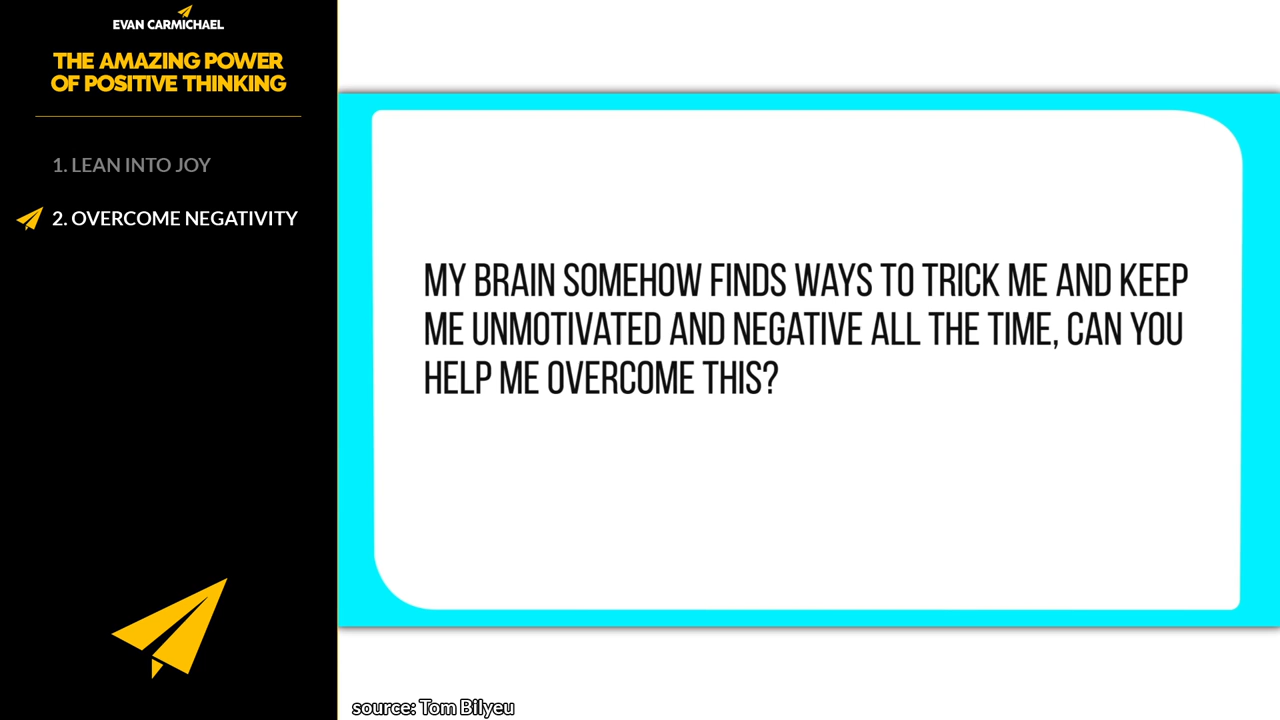 EVAN CARMICHAEL
THE AMAZING POWER
OF POSITIVE THINKING
1. LEAN INTO JOY
2. OVERCOME NEGATIVITY
MY BRAIN SOMEHOW FINDS WAYS TO TRICK ME AND KEEP
ME UNMOTIVATED AND NEGATIVE ALL THE TIME, CAN YOU
HELP ME OVERCOME THIS?
source: Tom Bilyeu